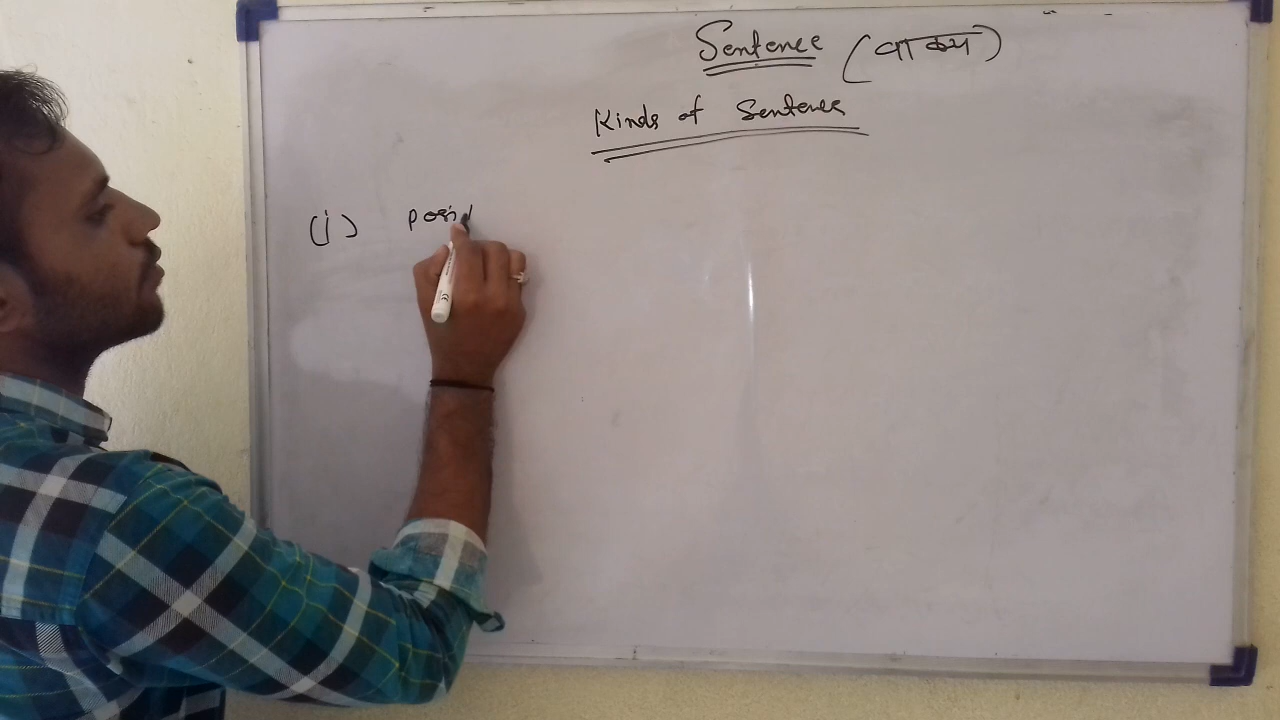 Sentence (वाक्य)
Kinds of Sentence
(i) posi